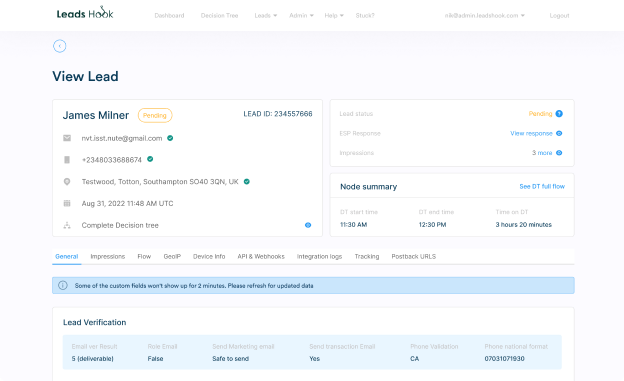 Leads Hook
Dashboard Decision Tree Leads Admin Help Stuck? nik@admin.leadshook.com Logout
View Lead
James Milner Pending LEAD ID: 234557666
nvt.isst.nute@gmail.com
+2348033688674
Testwood, Totton, Southampton SO40 3QN, UK
Aug 31, 2022 11:48 AM UTC
Complete Decision tree
Lead status Pending ?
ESP Response View response
Impressions 3 more
Node summary See DT full flow
DT start time DT end time Time on DT
11:30 AM 12:30 PM 3 hours 20 minutes
General Impressions Flow GeoIP Device Info API & Webhooks Integration logs Tracking Postback URLS
Some of the custom fields won't show up for 2 minutes. Please refresh for updated data
Lead Verification
Email ver Result Role Email Send Marketing email Send transaction Email Phone Validation Phone national format
5 (deliverable) False Safe to send Yes CA 07031071930